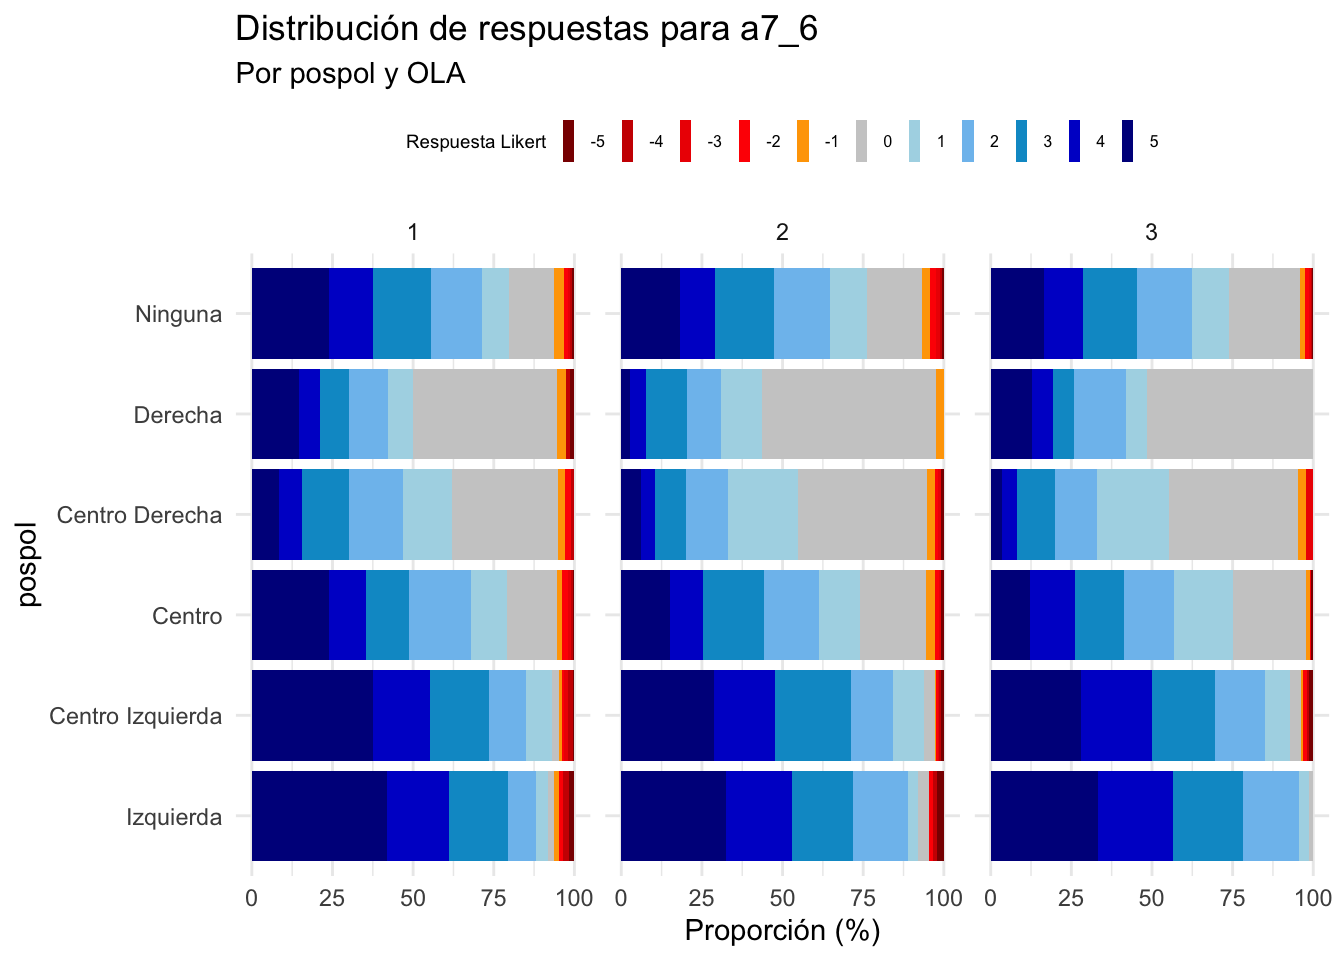 Distribución de respuestas para a7_6
Por pospol y OLA
Respuesta Likert -5 -4 -3 -2 -1 0 1 2 3 4 5
1 2 3
Ninguna
Derecha
Centro Derecha
Centro
Centro Izquierda
Izquierda
pospol
0 25 50 75 100 0 25 50 75 100 0 25 50 75 100
Proporción (%)